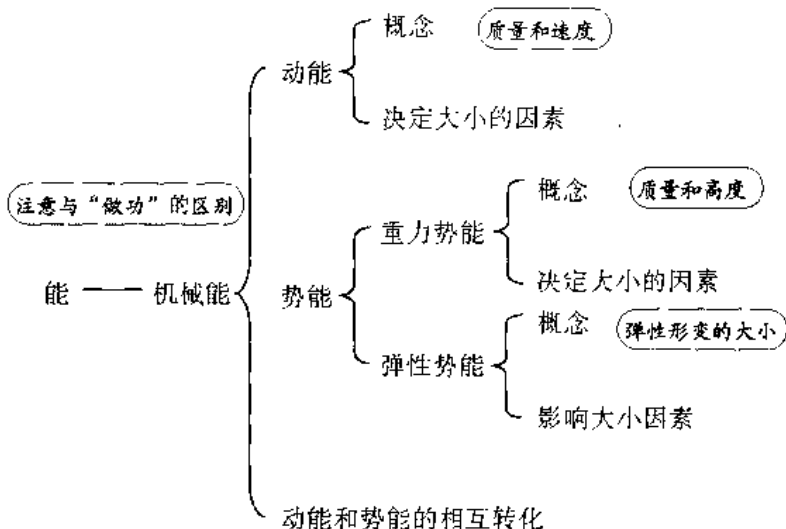 概念 质量和速度
动能
决定大小的因素
注意与“做功”的区别
概念 质量和高度
重力势能
决定大小的因素
能 机械能 势能
概念 弹性形变的大小
弹性势能
影响大小因素
动能和势能的相互转化